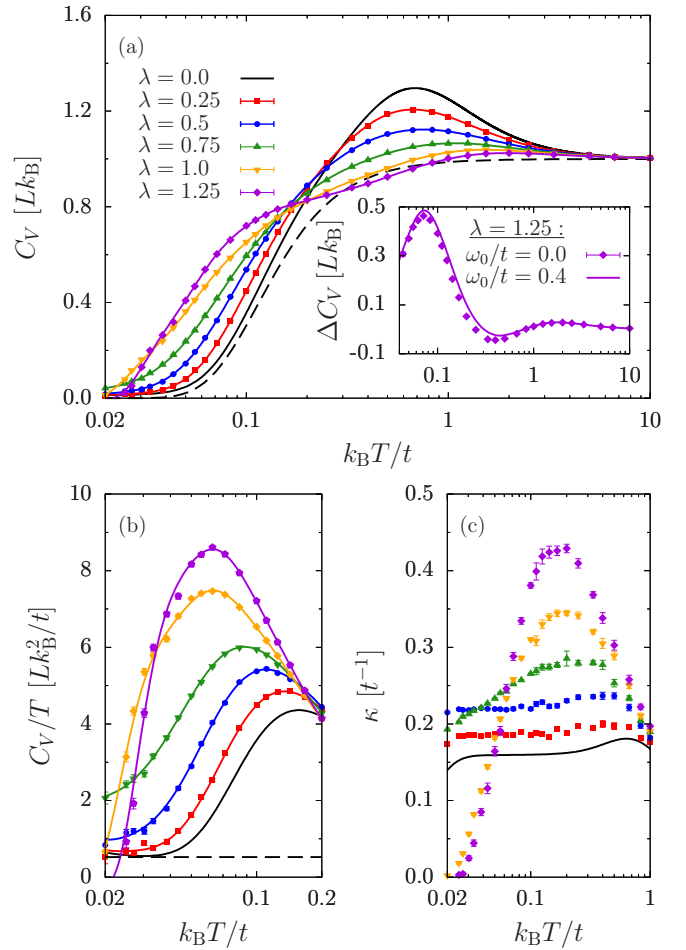 1.6
1.2
0.8
0.4
0.0
C_V [Lk_B]
(a)
λ = 0.0
λ = 0.25
λ = 0.5
λ = 0.75
λ = 1.0
λ = 1.25
0.02
0.1
1
10
k_BT/t
0.5
0.3
0.1
-0.1
ΔC_V [Lk_B]
λ = 1.25 :
ω_0/t = 0.0
ω_0/t = 0.4
0.1
1
10
10
8
6
4
2
0
C_V/T [Lk_B^2/t]
(b)
0.02
0.1
0.2
k_BT/t
0.5
0.4
0.3
0.2
0.1
0.0
κ [t^{-1}]
(c)
0.02
0.1
1
k_BT/t